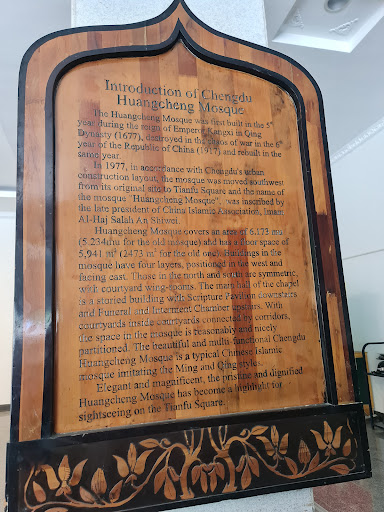 Introduction of Chengdu
Huangcheng Mosque
The Huangcheng Mosque was first built in the 5th
year during the reign of Emperor Kangxi in Qing
Dynasty (1677), destroyed in the chaos of war in the 6th
year of the Republic of China (1917) and rebuilt in the
same year.
In 1977, in accordance with Chengdu's urban
construction layout, the mosque was moved southwest
from its original site to Tianfu Square and the name of
the mosque "Huangcheng Mosque", was inscribed by
the late president of China Islamic Association, Imam
Al-Haj Salah An Shiwei.
Huangcheng Mosque covers an area of 6.173 mu
(5.234mu for the old mosque) and has a floor space of
5,941 m² (2473 m² for the old one). Buildings in the
mosque have four layers, positioned in the west and
facing east. Those in the north and south are symmetric,
with courtyard wing-rooms. The main hall of the chapel
is a storied building with Scripture Pavilion downstairs
and Funeral and Interment Chamber upstairs. With
courtyards inside courtyards connected by corridors,
the space in the mosque is reasonably and nicely
partitioned. The beautiful and multi-functional Chengdu
Huangcheng Mosque is a typical Chinese Islamic
mosque imitating the Ming and Qing styles.
Elegant and magnificent, the pristine and dignified
Huangcheng Mosque has become a highlight for
sightseeing on the Tianfu Square.